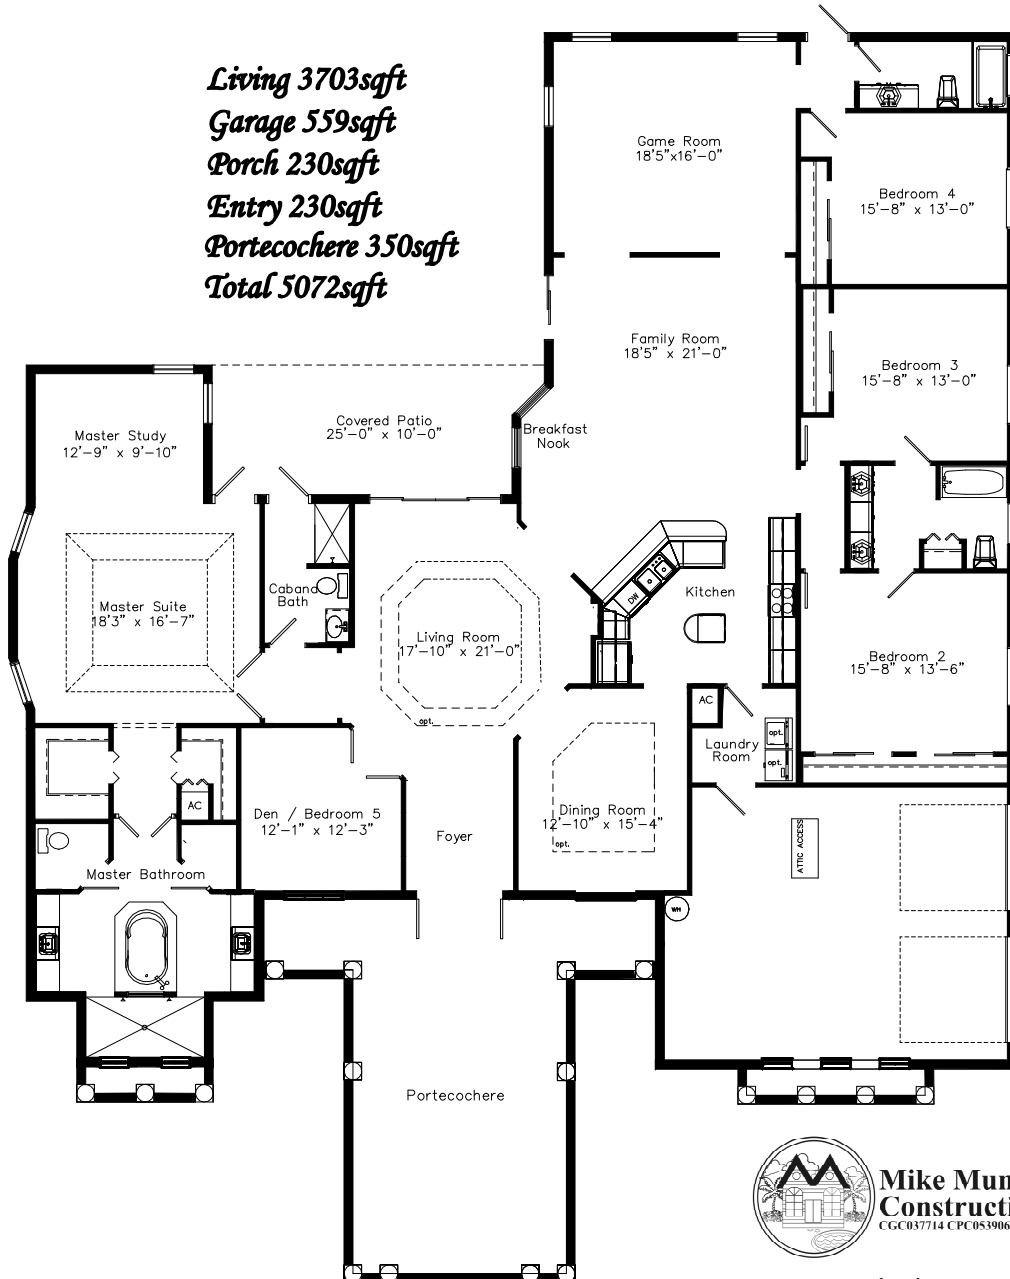 Living 3703sqft
Garage 559sqft
Porch 230sqft
Entry 230sqft
Portecochere 350sqft
Total 5072sqft
Game Room
18'5"x16'-0"
Bedroom 4
15'-8" x 13'-0"
Family Room
18'5" x 21'-0"
Bedroom 3
15'-8" x 13'-0"
Covered Patio
25'-0" x 10'-0"
Breakfast
Nook
Master Study
12'-9" x 9'-10"
Cabana
Bath
Master Suite
18'3" x 16'-7"
Living Room
17'-10" x 21'-0"
opt.
DW
Kitchen
Bedroom 2
15'-8" x 13'-6"
AC
Laundry
Room
opt.
opt.
AC
Den / Bedroom 5
12'-1" x 12'-3"
Foyer
Dining Room
12'-10" x 15'-4"
opt.
ATTIC ACCESS
Master Bathroom
WH
Portecochere
Mike Mun
Constructi
CGC037714 CPC053906